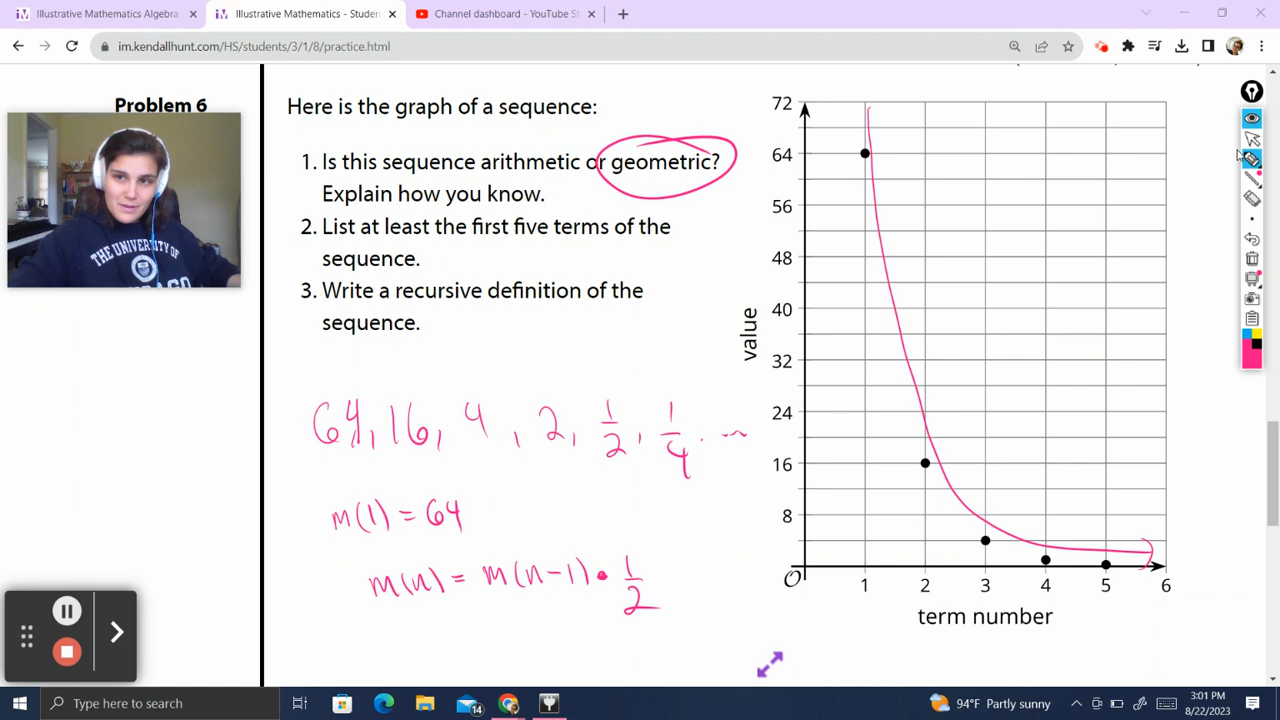 Illustrative Mathematics Algebra
Illustrative Mathematics - Studen
Channel dashboard - YouTube St
im.kendallhunt.com/HS/students/3/1/8/practice.html
Problem 6
Here is the graph of a sequence:
1. Is this sequence arithmetic or geometric?
Explain how you know.
2. List at least the first five terms of the
sequence.
3. Write a recursive definition of the
sequence.
64, 16, 4, 2, 1/2, 1/4 . ~
m(1) = 64
m(n) = m(n-1) • 1/2
THE UNIVERSITY OF
72
64
56
48
40
32
24
16
8
value
O
1 2 3 4 5 6
term number
Type here to search
14
94°F Partly sunny
3:01 PM
8/22/2023